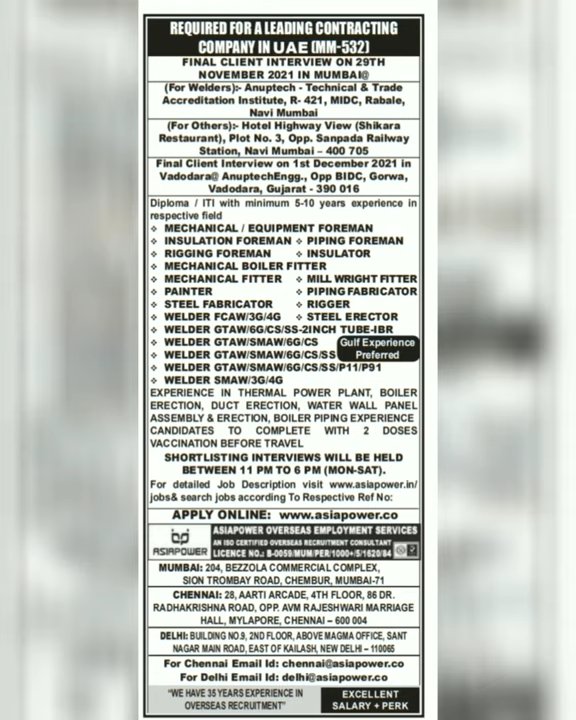 REQUIRED FOR A LEADING CONTRACTING
COMPANY IN UAE (MM-532)
FINAL CLIENT INTERVIEW ON 29TH
NOVEMBER 2021 IN MUMBAI@
(For Welders):- Anuptech - Technical & Trade
Accreditation Institute, R- 421, MIDC, Rabale,
Navi Mumbai
(For Others):- Hotel Highway View (Shikara
Restaurant), Plot No. 3, Opp. Sanpada Railway
Station, Navi Mumbai – 400 705
Final Client Interview on 1st December 2021 in
Vadodara@ AnuptechEngg., Opp BIDC, Gorwa,
Vadodara, Gujarat - 390 016
Diploma / ITI with minimum 5-10 years experience in
respective field
❖ MECHANICAL / EQUIPMENT FOREMAN
❖ INSULATION FOREMAN ❖ PIPING FOREMAN
❖ RIGGING FOREMAN ❖ INSULATOR
❖ MECHANICAL BOILER FITTER
❖ MECHANICAL FITTER ❖ MILL WRIGHT FITTER
❖ PAINTER ❖ PIPING FABRICATOR
❖ STEEL FABRICATOR ❖ RIGGER
❖ WELDER FCAW/3G/4G ❖ STEEL ERECTOR
❖ WELDER GTAW/6G/CS/SS-2INCH TUBE-IBR
❖ WELDER GTAW/SMAW/6G/CS
❖ WELDER GTAW/SMAW/6G/CS/SS
Gulf Experience
Preferred
❖ WELDER GTAW/SMAW/6G/CS/SS/P11/P91
❖ WELDER SMAW/3G/4G
EXPERIENCE IN THERMAL POWER PLANT, BOILER
ERECTION, DUCT ERECTION, WATER WALL PANEL
ASSEMBLY & ERECTION, BOILER PIPING EXPERIENCE
CANDIDATES TO COMPLETE WITH 2 DOSES
VACCINATION BEFORE TRAVEL
SHORTLISTING INTERVIEWS WILL BE HELD
BETWEEN 11 PM TO 6 PM (MON-SAT).
For detailed Job Description visit www.asiapower.in/
jobs& search jobs according To Respective Ref No:
APPLY ONLINE: www.asiapower.co
ASIAPOWER
ASIAPOWER OVERSEAS EMPLOYMENT SERVICES
AN ISO CERTIFIED OVERSEAS RECRUITMENT CONSULTANT
LICENCE NO.: B-0059/MUM/PER/1000+/5/1620/84
MUMBAI: 204, BEZZOLA COMMERCIAL COMPLEX,
SION TROMBAY ROAD, CHEMBUR, MUMBAI-71
CHENNAI: 28, AARTI ARCADE, 4TH FLOOR, 86 DR.
RADHAKRISHNA ROAD, OPP. AVM RAJESHWARI MARRIAGE
HALL, MYLAPORE, CHENNAI – 600 004
DELHI: BUILDING NO.9, 2ND FLOOR, ABOVE MAGMA OFFICE, SANT
NAGAR MAIN ROAD, EAST OF KAILASH, NEW DELHI – 110065
For Chennai Email Id: chennai@asiapower.co
For Delhi Email Id: delhi@asiapower.co
"WE HAVE 35 YEARS EXPERIENCE IN
OVERSEAS RECRUITMENT"
EXCELLENT
SALARY + PERK